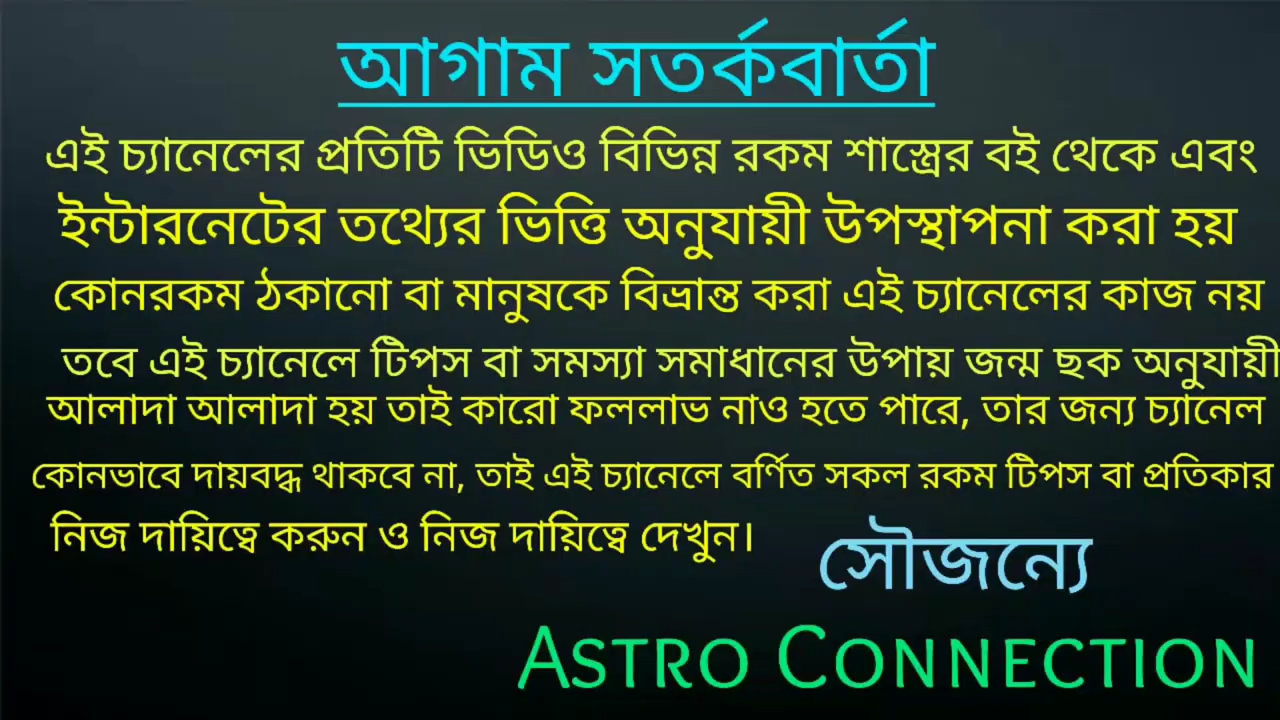 আগাম সতর্কবার্তা
এই চ্যানেলের প্রতিটি ভিডিও বিভিন্ন রকম শাস্ত্রের বই থেকে এবং
ইন্টারনেটের তথ্যের ভিত্তি অনুযায়ী উপস্থাপনা করা হয়
কোনরকম ঠকানো বা মানুষকে বিভ্রান্ত করা এই চ্যানেলের কাজ নয়
তবে এই চ্যানেলে টিপস বা সমস্যা সমাধানের উপায় জন্ম ছক অনুযায়ী
আলাদা আলাদা হয় তাই কারো ফললাভ নাও হতে পারে, তার জন্য চ্যানেল
কোনভাবে দায়বদ্ধ থাকবে না, তাই এই চ্যানেলে বর্ণিত সকল রকম টিপস বা প্রতিকার
নিজ দায়িত্বে করুন ও নিজ দায়িত্বে দেখুন।
সৌজন্যে
Astro Connection